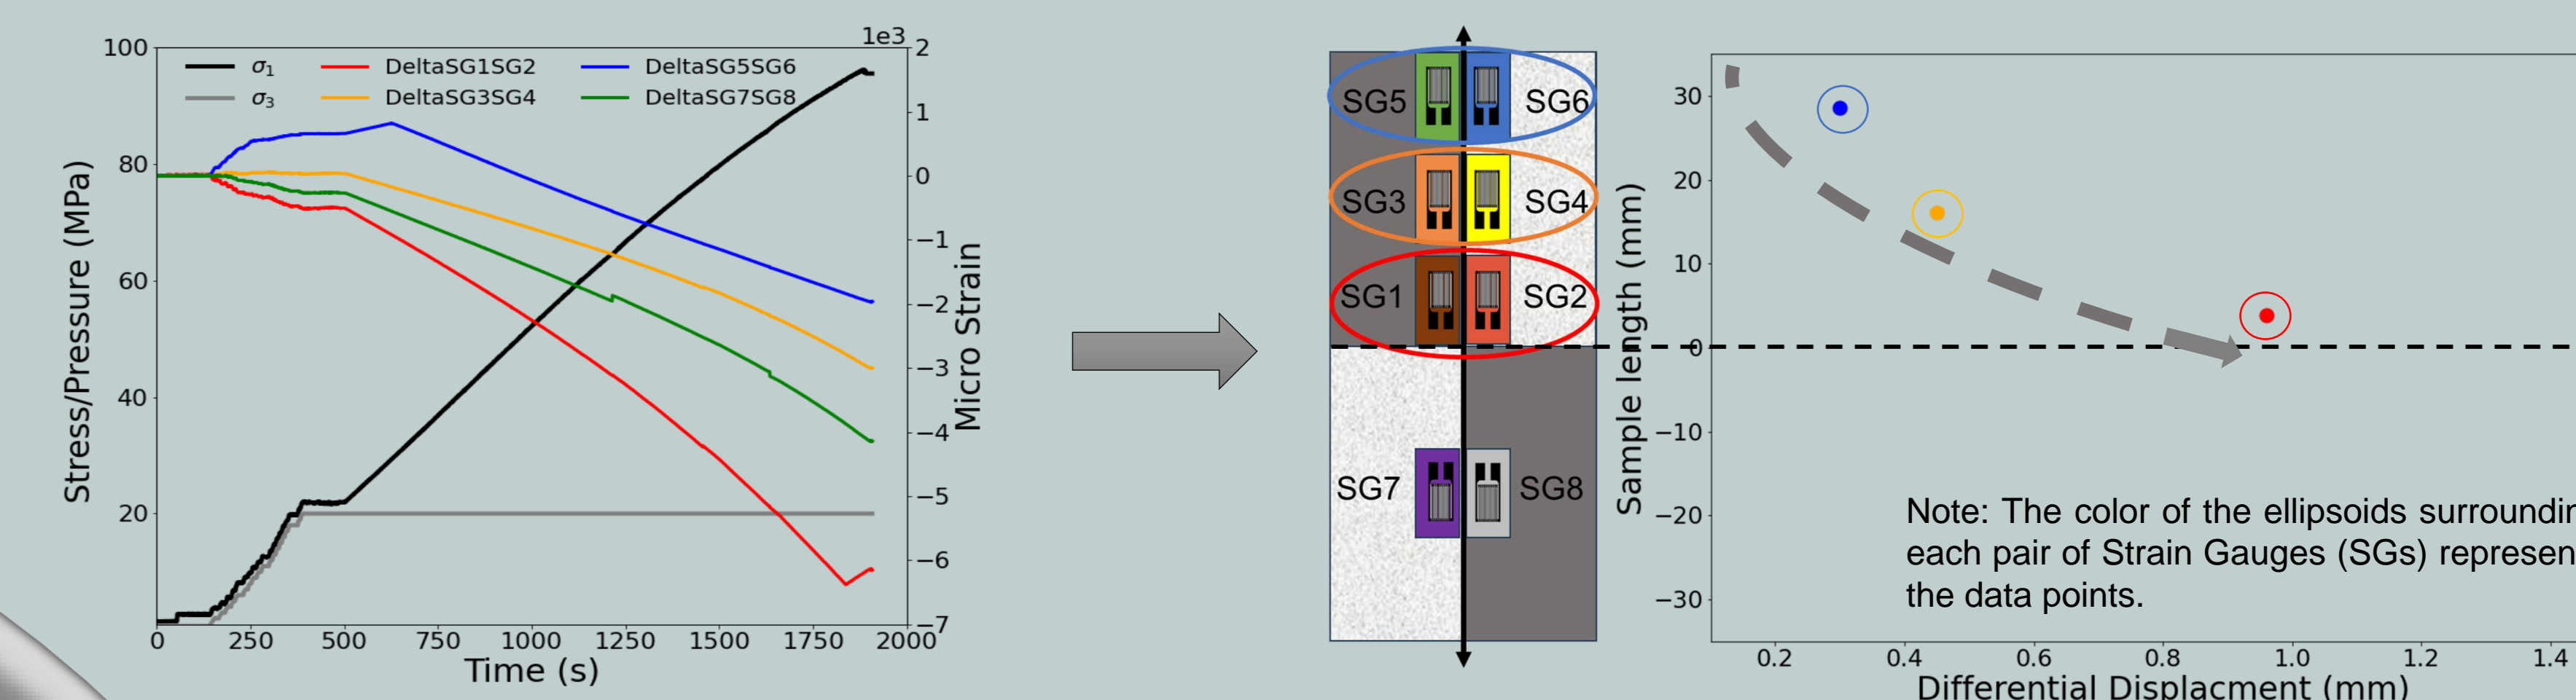 1e3
100
80
60
40
20
Stress/Pressure (MPa)
σ1 DeltaSG1SG2 DeltaSG5SG6
σ3 DeltaSG3SG4 DeltaSG7SG8
2
1
0
−1
−2
−3
−4
−5
−6
−7
Micro Strain
0 250 500 750 1000 1250 1500 1750 2000
Time (s)
SG5 SG6
SG3 SG4
SG1 SG2
SG7 SG8
Sample length (mm)
30
20
10
0
−10
−20
−30
Note: The color of the ellipsoids surroundin
each pair of Strain Gauges (SGs) represen
the data points.
0.2 0.4 0.6 0.8 1.0 1.2 1.4
Differential Displacment (mm)